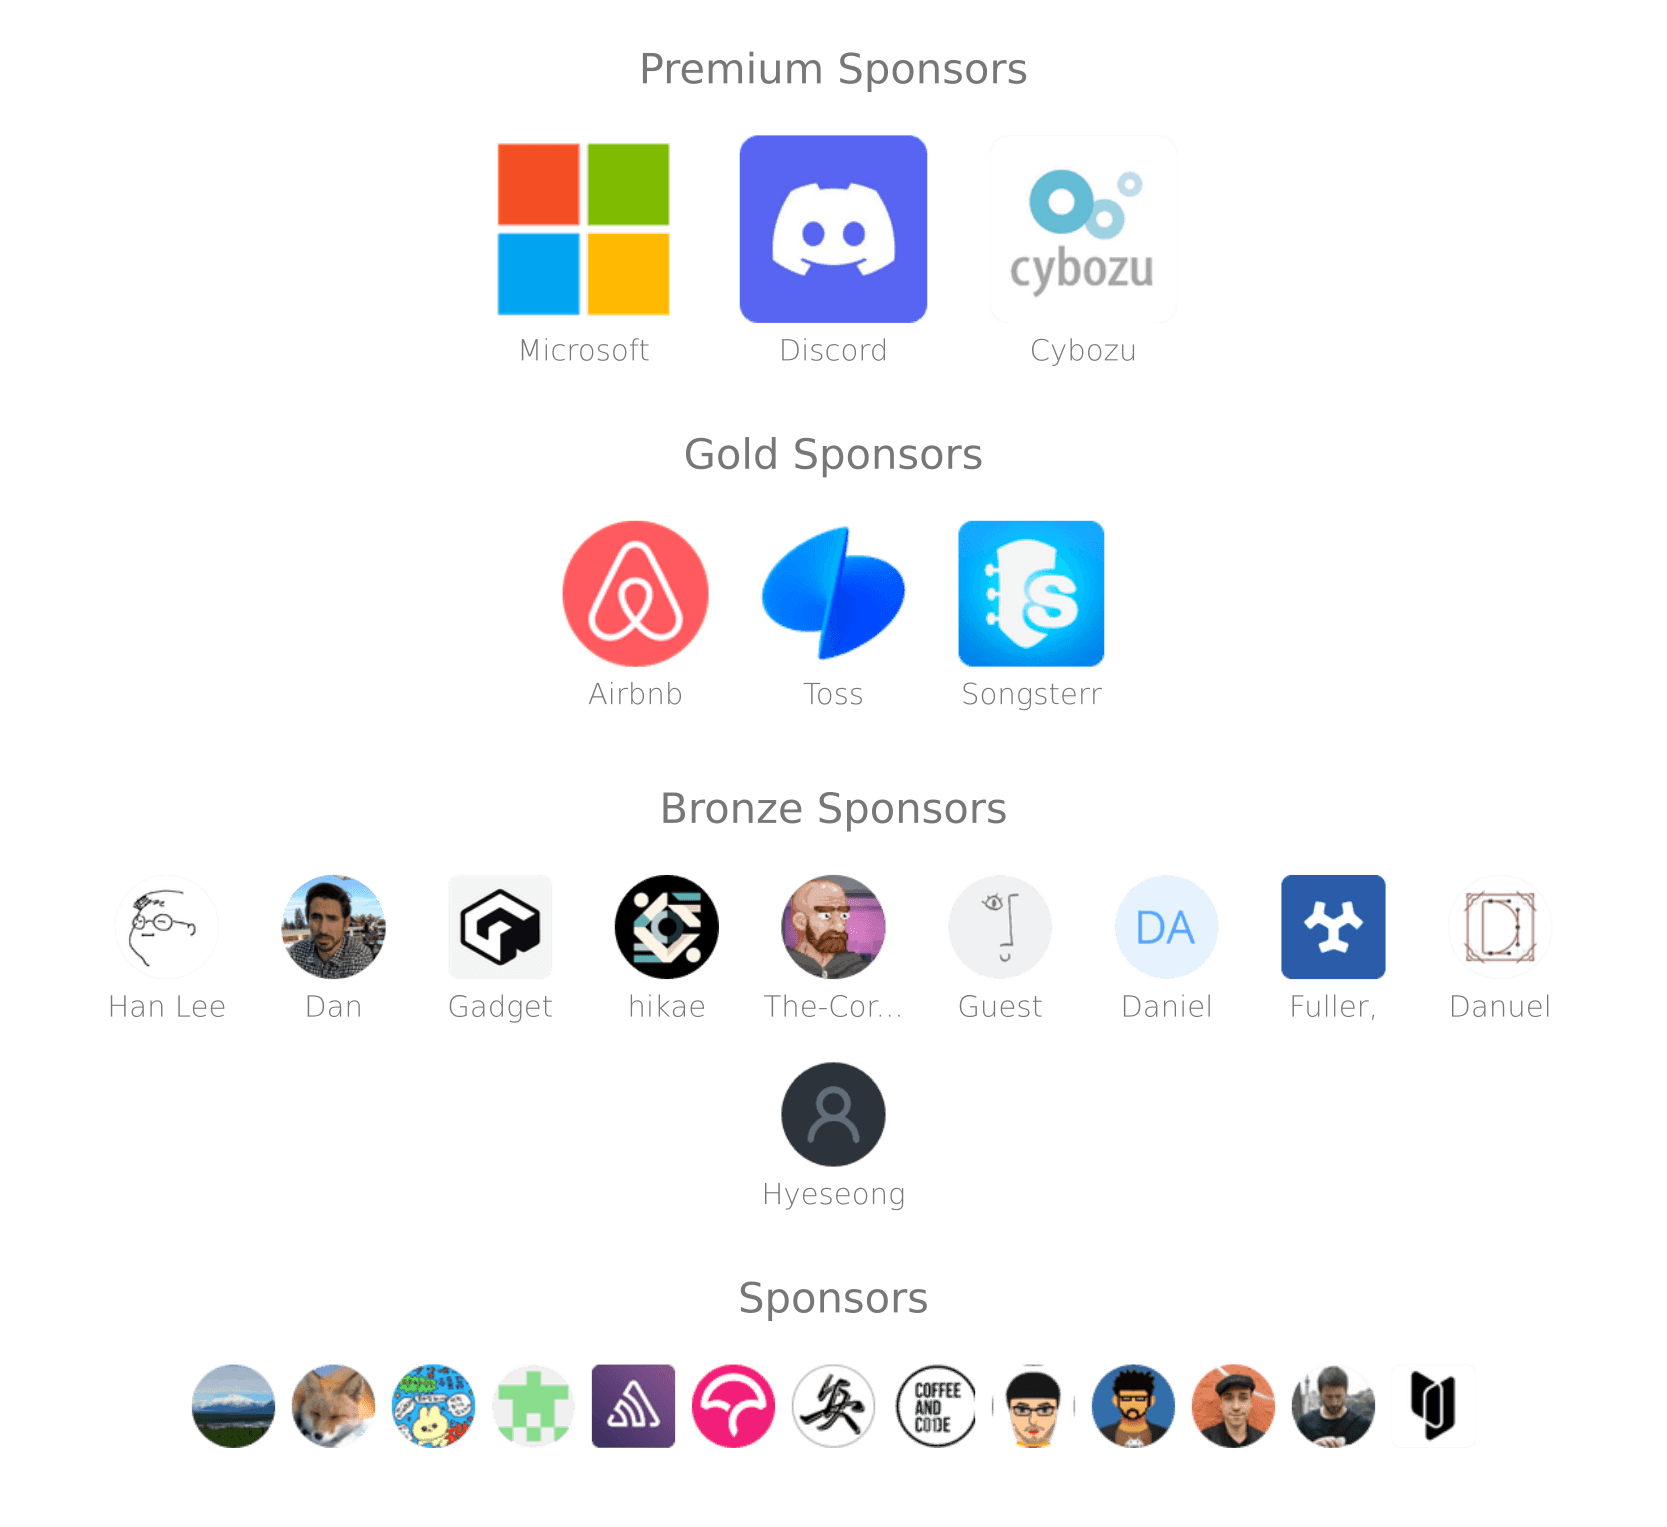 Premium Sponsors
cybozu
Microsoft Discord Cybozu
Gold Sponsors
S
Airbnb Toss Songsterr
Bronze Sponsors
DA
D
Han Lee Dan Gadget hikae The-Cor... Guest Daniel Fuller, Danuel
Hyeseong
Sponsors
COFFEE
AND
CODE